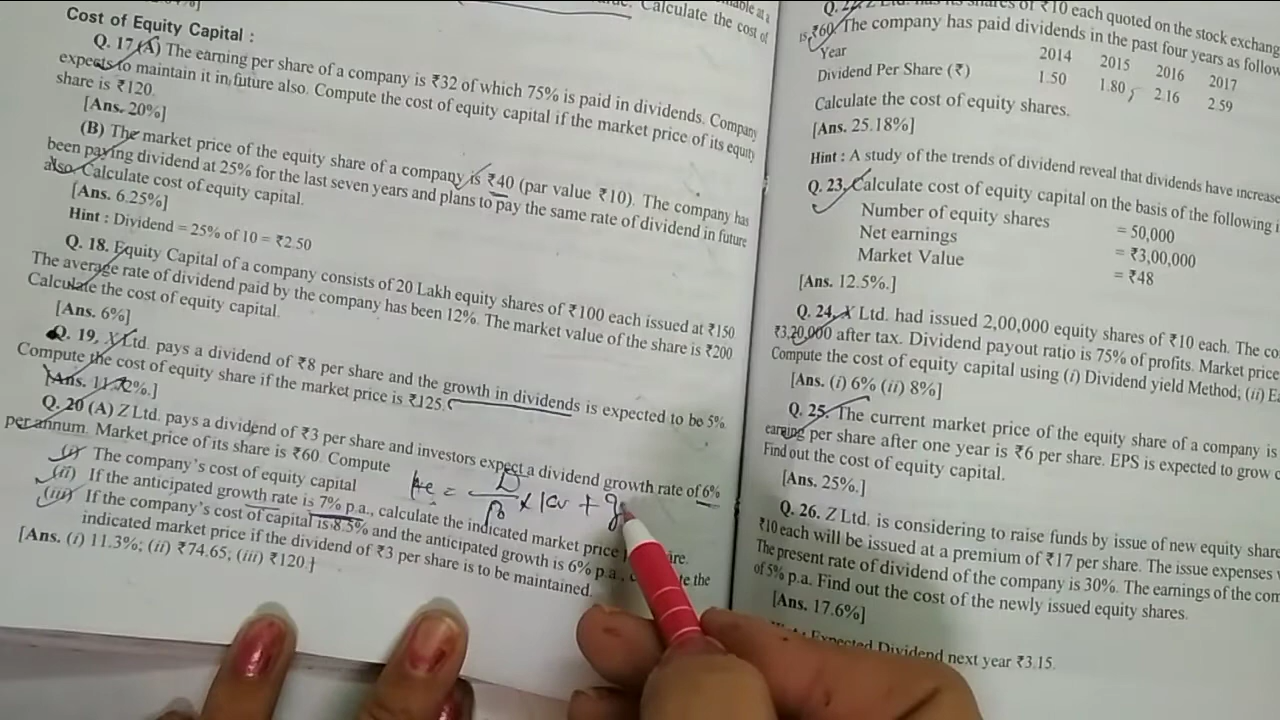 Calculate the cost of
Cost of Equity Capital :
Q. 17 (A) The earning per share of a company is ₹32 of which 75% is paid in dividends. Company
expects to maintain it in future also. Compute the cost of equity capital if the market price of its equity
share is ₹120.
[Ans. 20%]
(B) The market price of the equity share of a company is ₹40 (par value ₹10). The company has
been paying dividend at 25% for the last seven years and plans to pay the same rate of dividend in future
also. Calculate cost of equity capital.
[Ans. 6.25%]
Hint : Dividend = 25% of 10 = ₹2.50
Q. 18. Equity Capital of a company consists of 20 Lakh equity shares of ₹100 each issued at ₹150
The average rate of dividend paid by the company has been 12%. The market value of the share is ₹200
Calculate the cost of equity capital.
[Ans. 6%]
Q. 19. X Ltd. pays a dividend of ₹8 per share and the growth in dividends is expected to be 5%.
Compute the cost of equity share if the market price is ₹125.
[Ans. 11.72%.]
Q. 20 (A) Z Ltd. pays a dividend of ₹3 per share and investors expect a dividend growth rate of 6%
per annum. Market price of its share is ₹60. Compute
(i) The company's cost of equity capital
(ii) If the anticipated growth rate is 7% p.a., calculate the indicated market price
(iii) If the company's cost of capital is 8.5% and the anticipated growth is 6% p.a., the
indicated market price if the dividend of ₹3 per share is to be maintained.
[Ans. (i) 11.3%; (ii) ₹74.65; (iii) ₹120.]
ke = D/P0 × 100 + g
of ₹10 each quoted on the stock exchang
is ₹60. The company has paid dividends in the past four years as follow
Year 2014 2015 2016 2017
Dividend Per Share (₹) 1.50 1.80 2.16 2.59
Calculate the cost of equity shares.
[Ans. 25.18%]
Hint : A study of the trends of dividend reveal that dividends have increase
Q. 23. Calculate cost of equity capital on the basis of the following i
Number of equity shares = 50,000
Net earnings = ₹3,00,000
Market Value = ₹48
[Ans. 12.5%.]
Q. 24. X Ltd. had issued 2,00,000 equity shares of ₹10 each. The co
₹3,20,000 after tax. Dividend payout ratio is 75% of profits. Market price
Compute the cost of equity capital using (i) Dividend yield Method; (ii) E
[Ans. (i) 6% (ii) 8%]
Q. 25. The current market price of the equity share of a company is
earning per share after one year is ₹6 per share. EPS is expected to grow
Find out the cost of equity capital.
[Ans. 25%.]
Q. 26. Z Ltd. is considering to raise funds by issue of new equity share
₹10 each will be issued at a premium of ₹17 per share. The issue expenses
The present rate of dividend of the company is 30%. The earnings of the com
of 5% p.a. Find out the cost of the newly issued equity shares.
[Ans. 17.6%]
Expected Dividend next year ₹3.15.